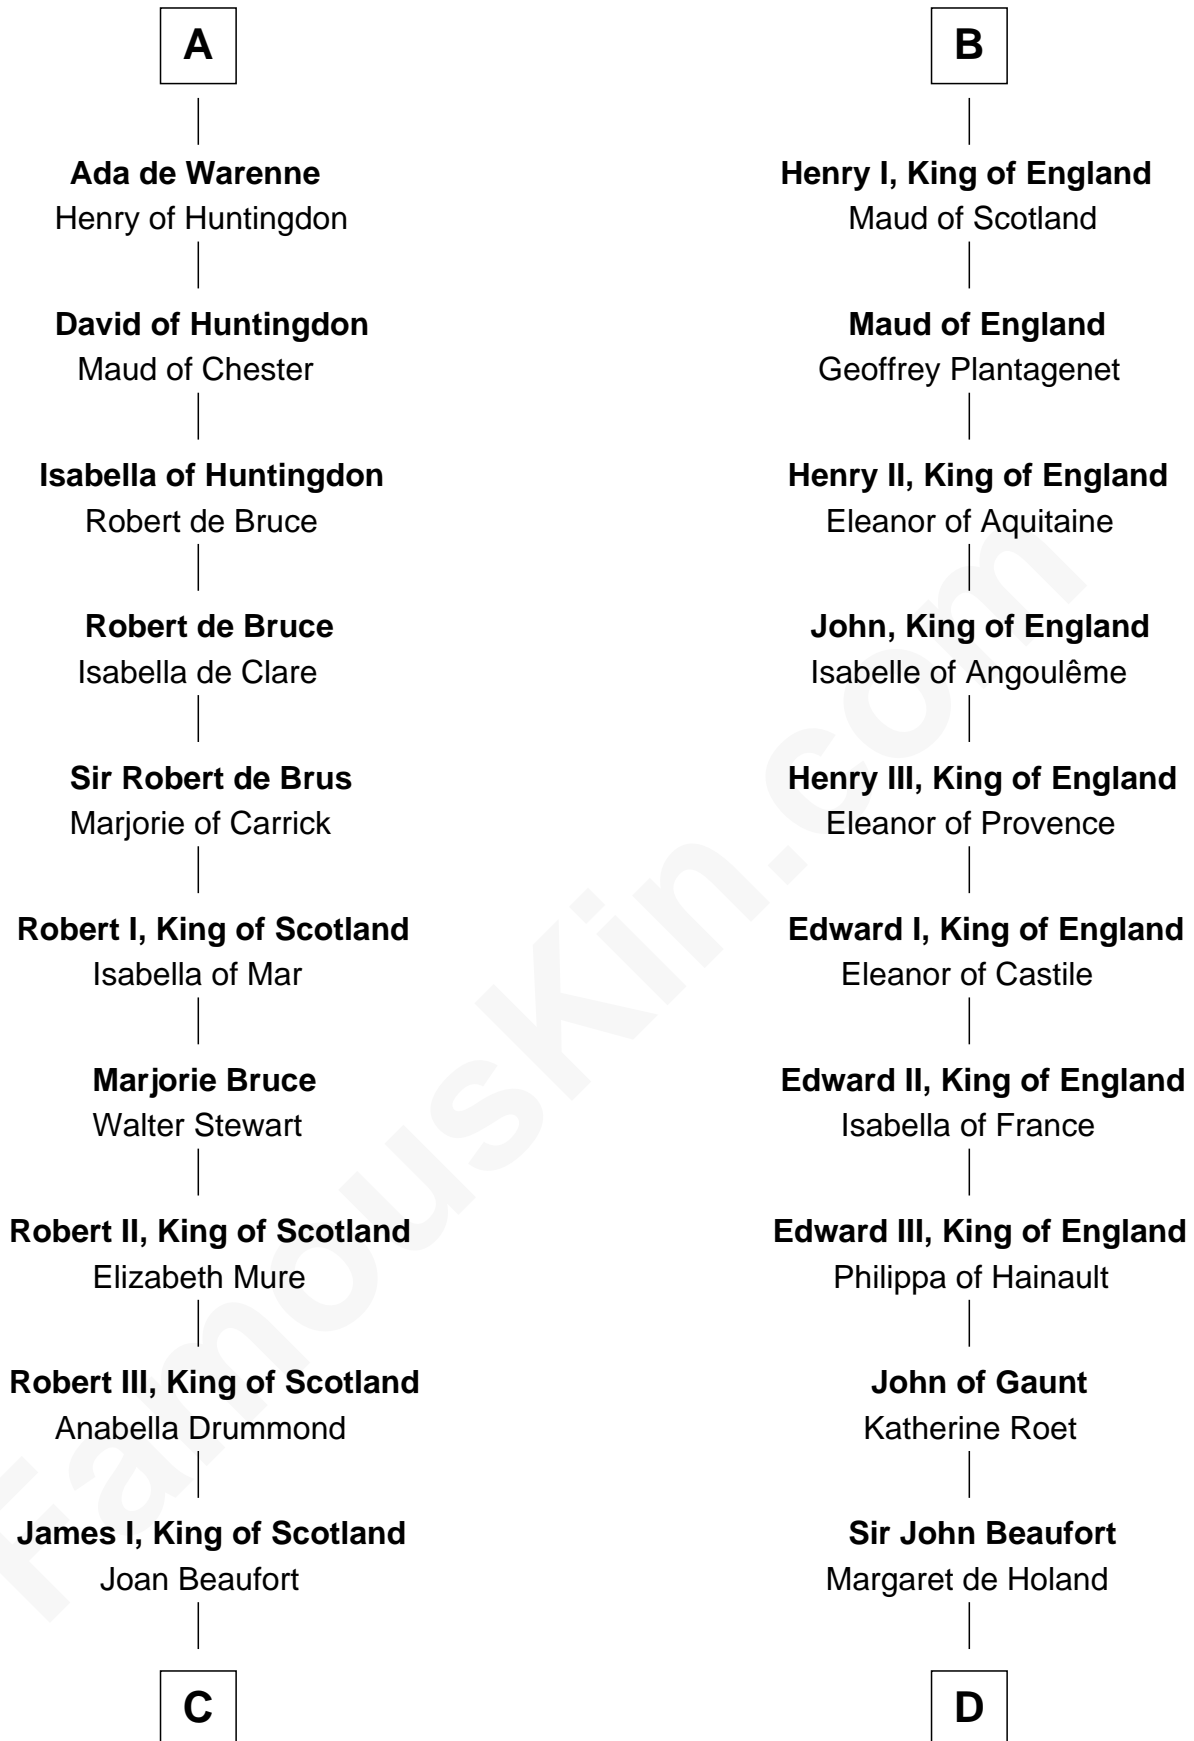 A
Ada de Warenne
Henry of Huntingdon
David of Huntingdon
Maud of Chester
Isabella of Huntingdon
Robert de Bruce
Robert de Bruce
Isabella de Clare
Sir Robert de Brus
Marjorie of Carrick
Robert I, King of Scotland
Isabella of Mar
Marjorie Bruce
Walter Stewart
Robert II, King of Scotland
Elizabeth Mure
Robert III, King of Scotland
Anabella Drummond
James I, King of Scotland
Joan Beaufort
C
B
Henry I, King of England
Maud of Scotland
Maud of England
Geoffrey Plantagenet
Henry II, King of England
Eleanor of Aquitaine
John, King of England
Isabelle of Angoulême
Henry III, King of England
Eleanor of Provence
Edward I, King of England
Eleanor of Castile
Edward II, King of England
Isabella of France
Edward III, King of England
Philippa of Hainault
John of Gaunt
Katherine Roet
Sir John Beaufort
Margaret de Holand
D
FamousKin.com